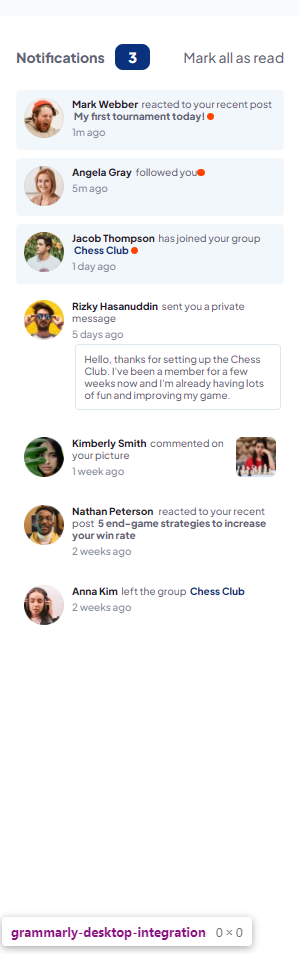 Notifications 3 Mark all as read
Mark Webber reacted to your recent post
My first tournament today!
1m ago
Angela Gray followed you
5m ago
Jacob Thompson has joined your group
Chess Club
1 day ago
Rizky Hasanuddin sent you a private
message
5 days ago
Hello, thanks for setting up the Chess
Club. I've been a member for a few
weeks now and I'm already having lots
of fun and improving my game.
Kimberly Smith commented on
your picture
1 week ago
Nathan Peterson reacted to your recent
post 5 end-game strategies to increase
your win rate
2 weeks ago
Anna Kim left the group Chess Club
2 weeks ago
grammarly-desktop-integration 0 × 0